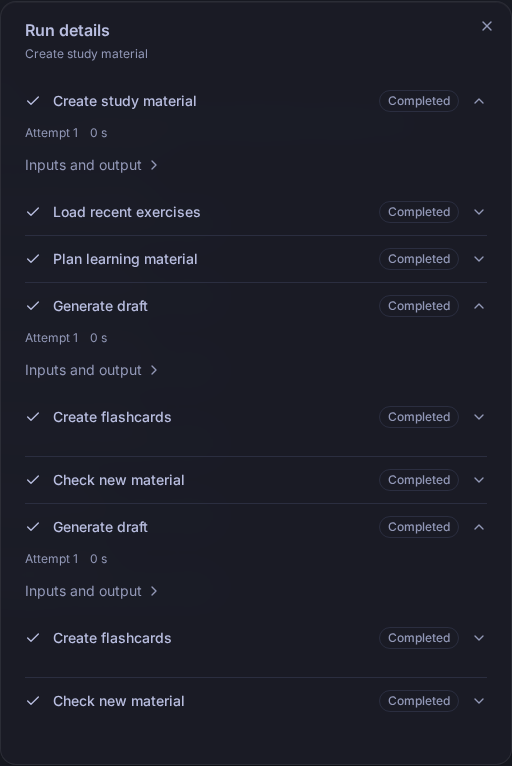 Run details
Create study material
Create study material Completed
Attempt 1 0 s
Inputs and output
Load recent exercises Completed
Plan learning material Completed
Generate draft Completed
Attempt 1 0 s
Inputs and output
Create flashcards Completed
Check new material Completed
Generate draft Completed
Attempt 1 0 s
Inputs and output
Create flashcards Completed
Check new material Completed